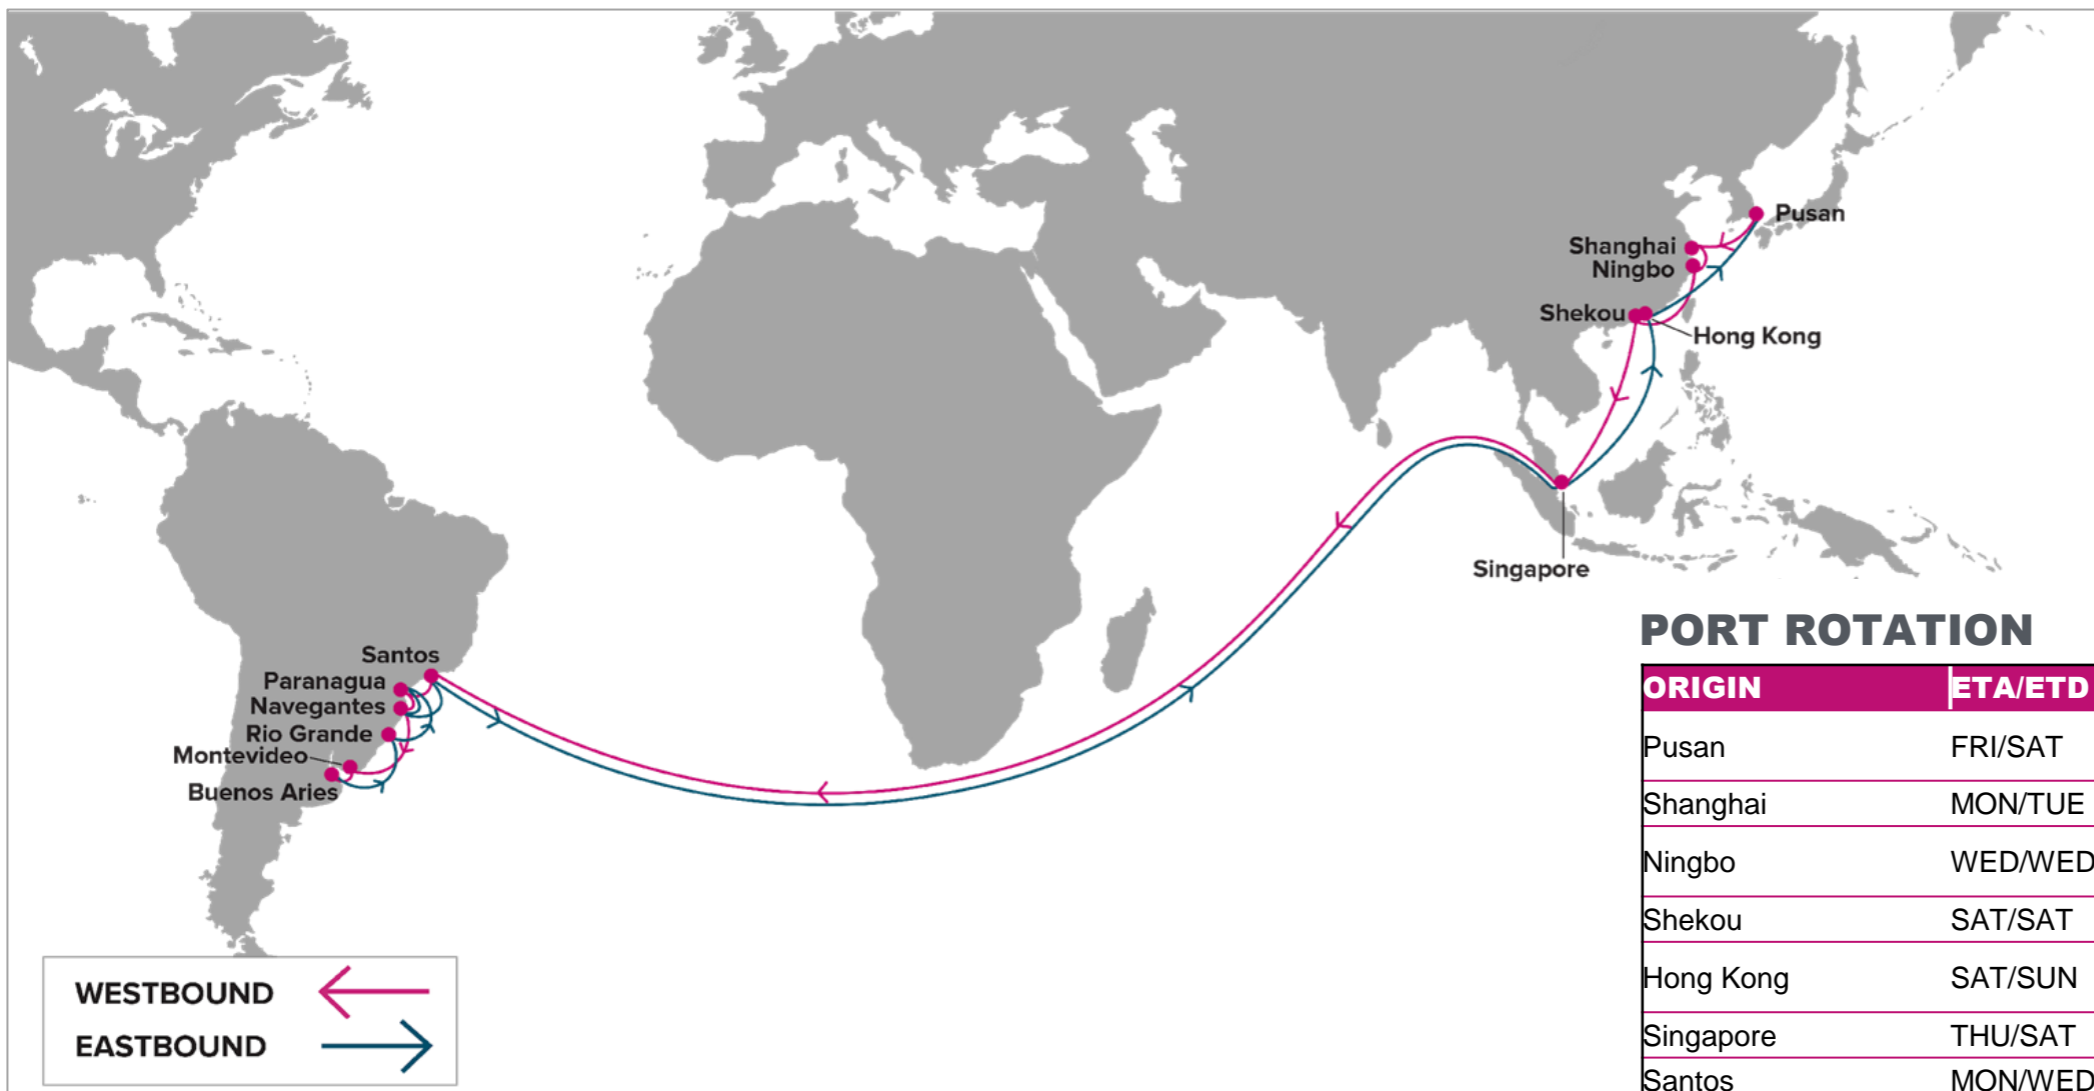 Pusan
Shanghai
Ningbo
Shekou
Hong Kong
Singapore
Santos
Paranagua
Navegantes
Rio Grande
Montevideo
Buenos Aries
WESTBOUND
EASTBOUND
PORT ROTATION
ORIGIN ETA/ETD
Pusan FRI/SAT
Shanghai MON/TUE
Ningbo WED/WED
Shekou SAT/SAT
Hong Kong SAT/SUN
Singapore THU/SAT
Santos MON/WED